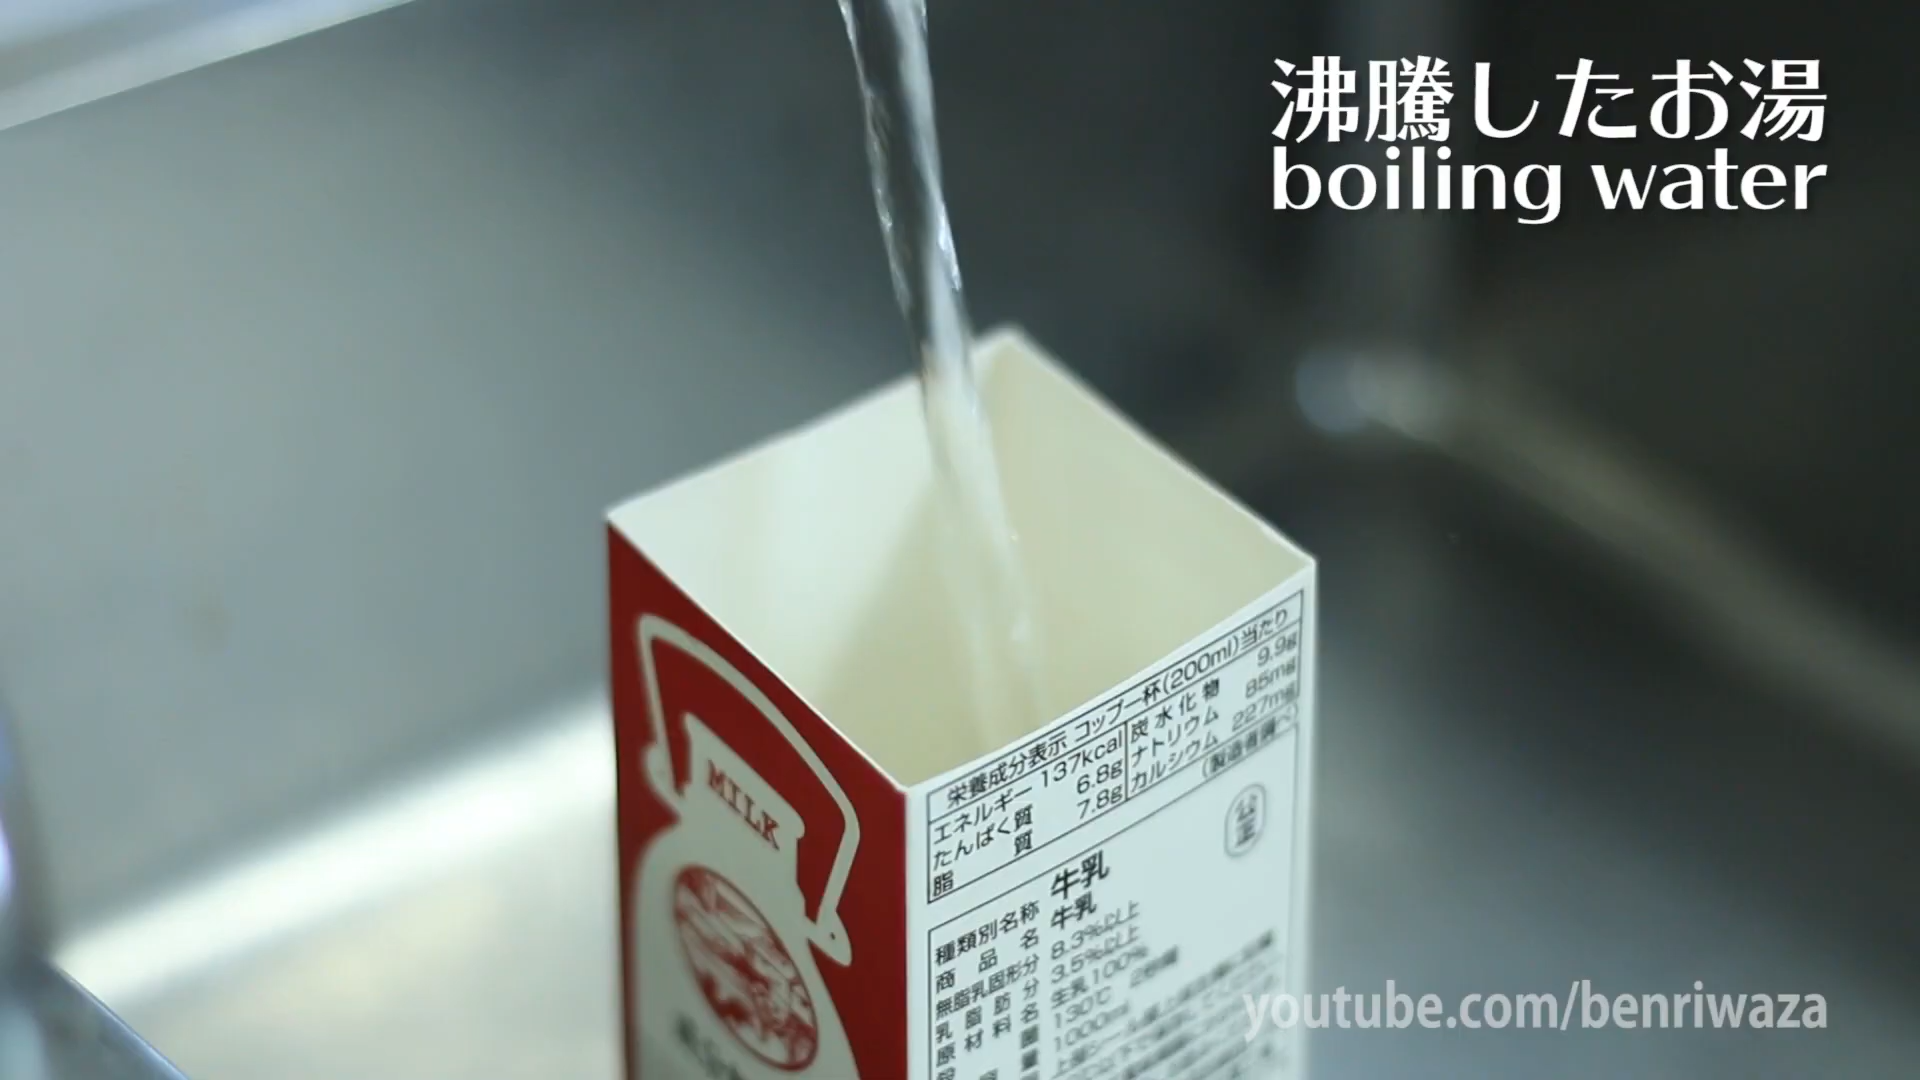 沸騰したお湯
boiling water
MILK
栄養成分表示 コップ一杯(200ml)当たり
エネルギー 137kcal 炭水化物 9.9g
たんぱく質 6.8g ナトリウム 85mg
脂質 7.8g カルシウム 227mg
(製造者調べ)
公正
種類別名称 牛乳
商品名 牛乳
無脂乳固形分 8.3%以上
乳脂肪分 3.5%以上
原材料名 生乳100%
130℃ 2秒間
1000ml
youtube.com/benriwaza